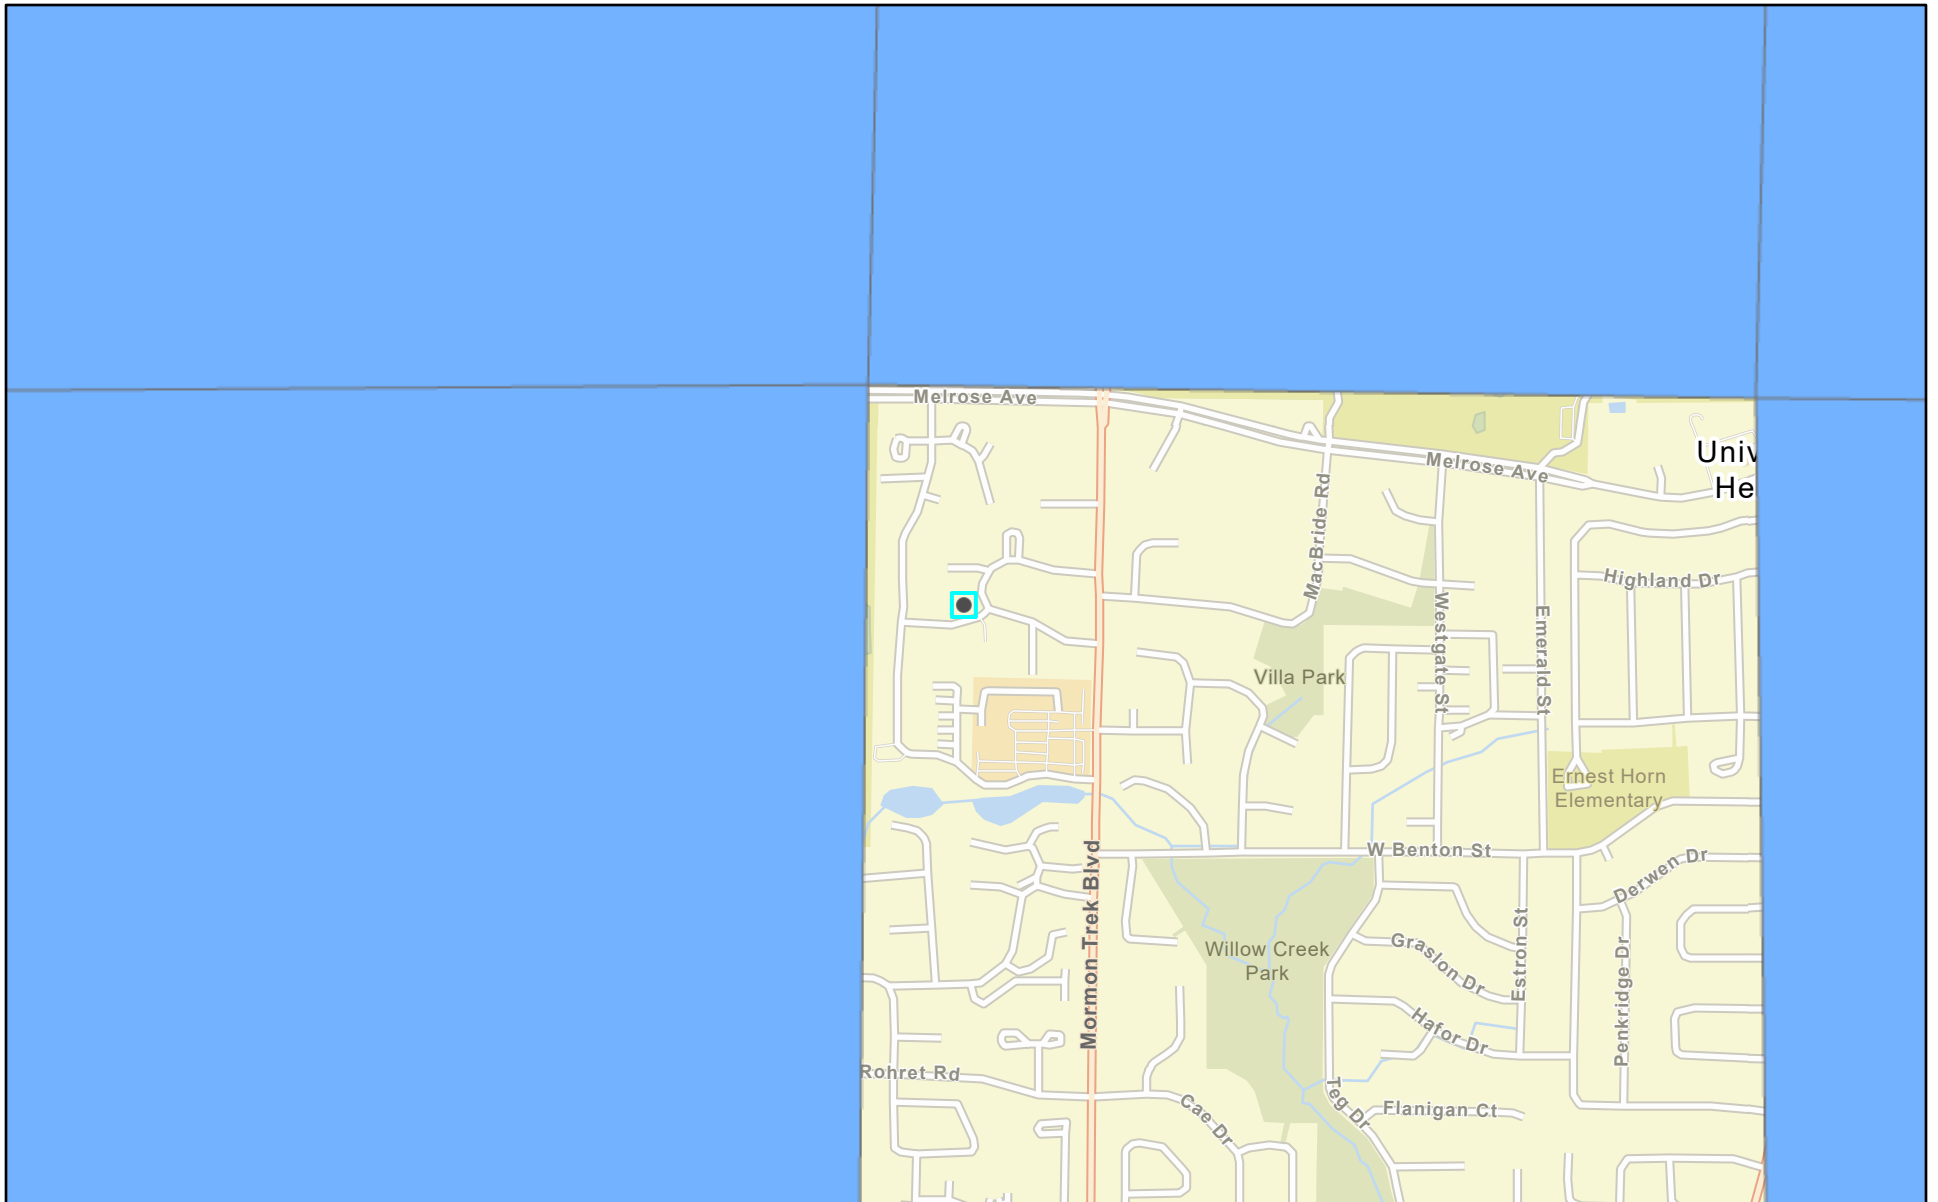 Melrose Ave
Univ
He
Melrose Ave
MacBride Rd
Highland Dr
Westgate St
Emerald St
Villa Park
Ernest Horn
Elementary
Mormon Trek Blvd
W Benton St
Derwen Dr
Willow Creek
Park
Graslon Dr
Estron St
Penkridge Dr
Hafor Dr
Rohret Rd
Cae Dr
Teg Dr
Flanigan Ct